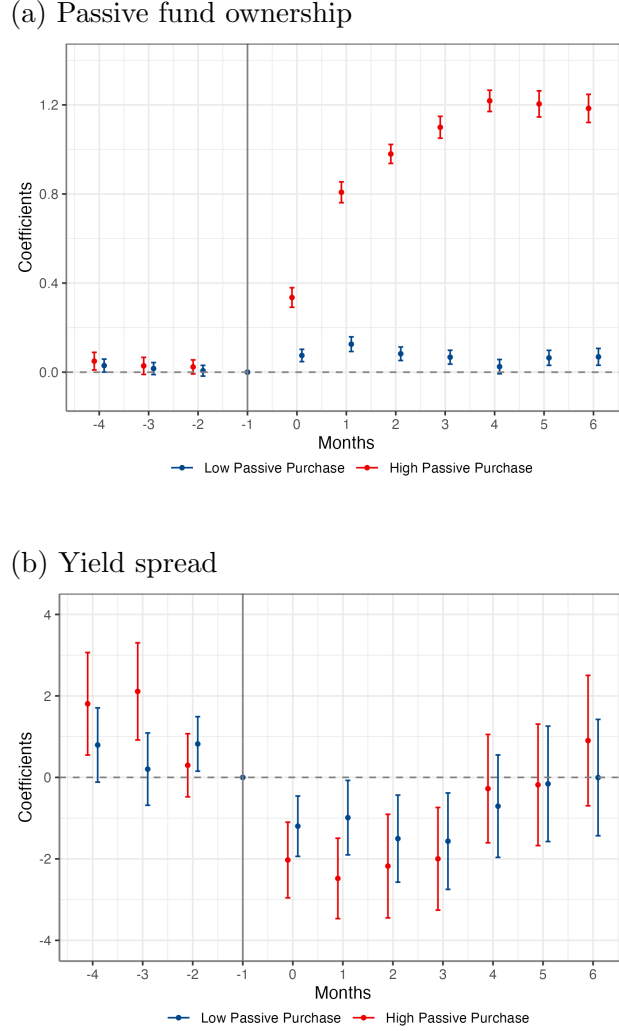 (a) Passive fund ownership
1.2
0.8
0.4
0.0
Coefficients
-4 -3 -2 -1 0 1 2 3 4 5 6
Months
Low Passive Purchase High Passive Purchase
(b) Yield spread
4
2
0
-2
-4
Coefficients
-4 -3 -2 -1 0 1 2 3 4 5 6
Months
Low Passive Purchase High Passive Purchase